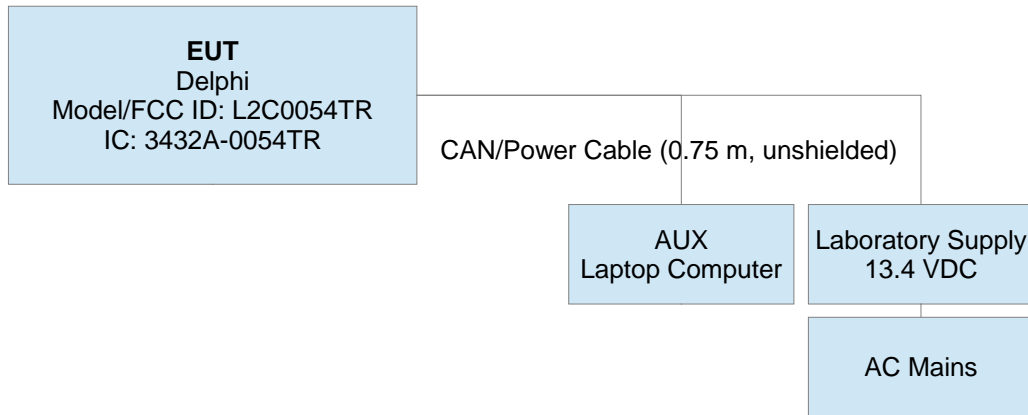 EUT
Delphi
Model/FCC ID: L2C0054TR
IC: 3432A-0054TR
CAN/Power Cable (0.75 m, unshielded)
AUX
Laptop Computer
Laboratory Supply
13.4 VDC
AC Mains